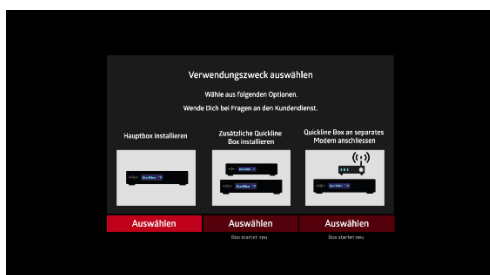 Verwendungszweck auswählen
Wähle aus folgenden Optionen.
Wende Dich bei Fragen an den Kundendienst.
Hauptbox installieren
Zusätzliche Quickline
Box installieren
Quickline Box an separates
Modem anschliessen
Auswählen
Auswählen
Auswählen
Box startet neu
Box startet neu